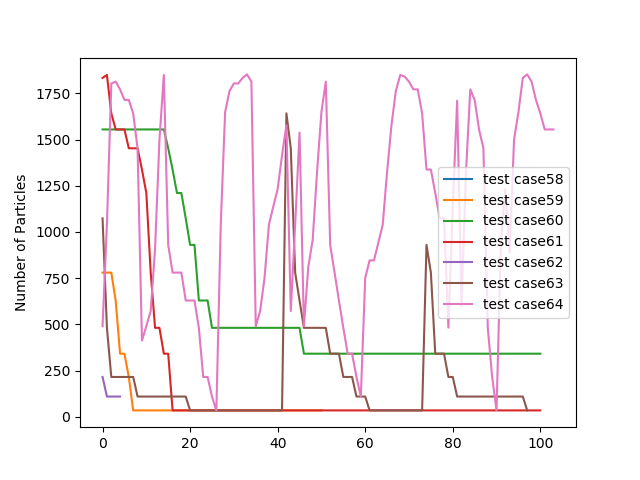 1750
1500
1250
1000
750
500
250
0
Number of Particles
0 20 40 60 80 100
test case58
test case59
test case60
test case61
test case62
test case63
test case64